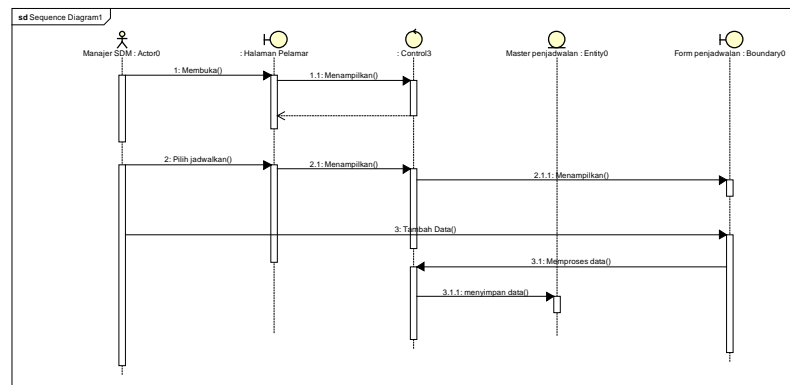 sd Sequence Diagram1
Manajer SDM : Actor0
: Halaman Pelamar
: Control3
Master penjadwalan : Entity0
Form penjadwalan : Boundary0
1: Membuka()
1.1: Menampilkan()
2: Pilih jadwalkan()
2.1: Menampilkan()
2.1.1: Menampilkan()
3: Tambah Data()
3.1: Memproses data()
3.1.1: menyimpan data()